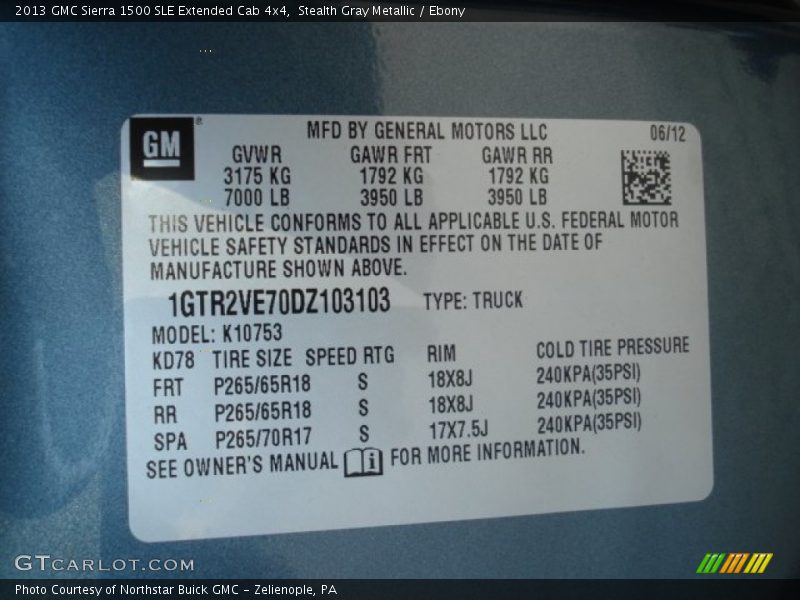 2013 GMC Sierra 1500 SLE Extended Cab 4x4,  Stealth Gray Metallic / Ebony
GM®
MFD BY GENERAL MOTORS LLC 06/12
GVWR GAWR FRT GAWR RR
3175 KG 1792 KG 1792 KG
7000 LB 3950 LB 3950 LB
THIS VEHICLE CONFORMS TO ALL APPLICABLE U.S. FEDERAL MOTOR
VEHICLE SAFETY STANDARDS IN EFFECT ON THE DATE OF
MANUFACTURE SHOWN ABOVE.
1GTR2VE70DZ103103 TYPE: TRUCK
MODEL: K10753
KD78 TIRE SIZE SPEED RTG RIM COLD TIRE PRESSURE
FRT P265/65R18 S 18X8J 240KPA(35PSI)
RR P265/65R18 S 18X8J 240KPA(35PSI)
SPA P265/70R17 S 17X7.5J 240KPA(35PSI)
SEE OWNER'S MANUAL i FOR MORE INFORMATION.
GTCARLOT.COM
Photo Courtesy of Northstar Buick GMC - Zelienople, PA